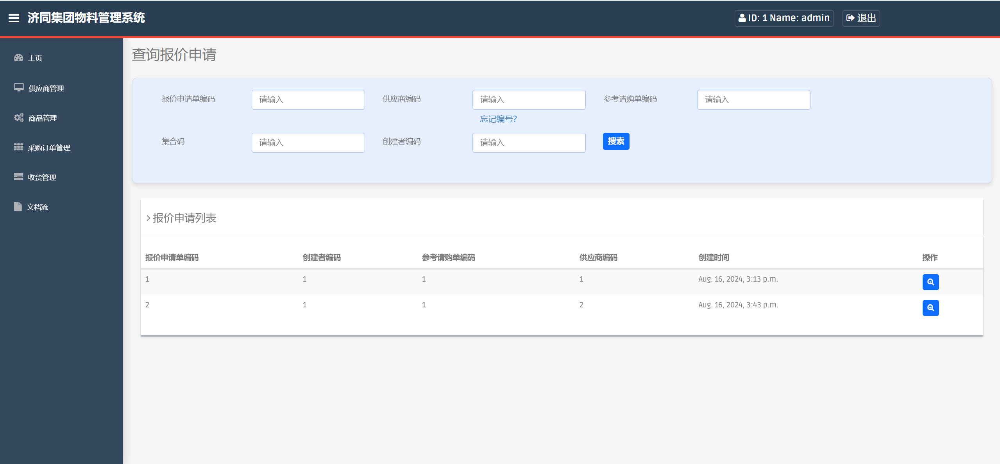 济同集团物料管理系统
ID: 1 Name: admin
退出
主页
供应商管理
商品管理
采购订单管理
收货管理
文档流
查询报价申请
报价申请单编码 请输入 供应商编码 请输入 参考请购单编码 请输入
忘记编号?
集合码 请输入 创建者编码 请输入 搜索
报价申请列表
报价申请单编码 创建者编码 参考请购单编码 供应商编码 创建时间 操作
1 1 1 1 Aug. 16, 2024, 3:13 p.m.
2 1 1 2 Aug. 16, 2024, 3:43 p.m.